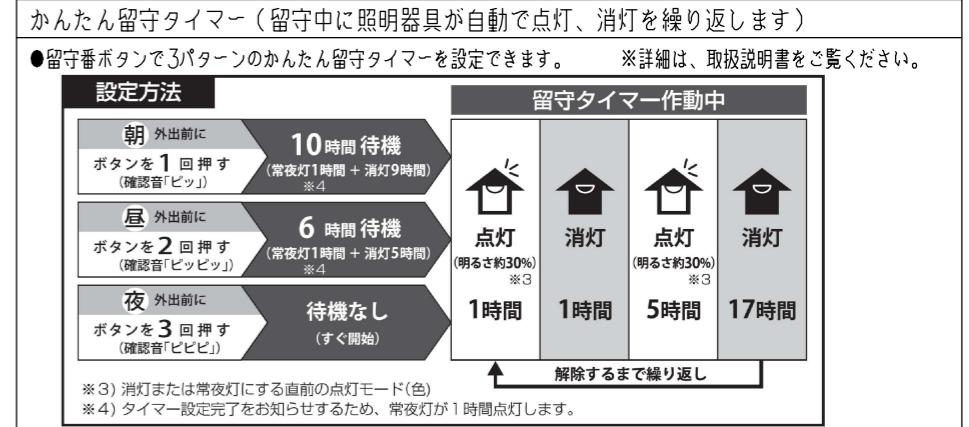 かんたん留守タイマー（留守中に照明器具が自動で点灯、消灯を繰り返します）
●留守番ボタンで3パターンのかんたん留守タイマーを設定できます。 ※詳細は、取扱説明書をご覧ください。
設定方法
留守タイマー作動中
朝 外出前に
ボタンを1回押す
（確認音「ピッ」）
10時間待機
（常夜灯1時間＋消灯9時間）
※4
昼 外出前に
ボタンを2回押す
（確認音「ピッピッ」）
6時間待機
（常夜灯1時間＋消灯5時間）
※4
夜 外出前に
ボタンを3回押す
（確認音「ピピピ」）
待機なし
（すぐ開始）
点灯
（明るさ約30%）
※3
1時間
消灯
1時間
点灯
（明るさ約30%）
※3
5時間
消灯
17時間
解除するまで繰り返し
※3）消灯または常夜灯にする直前の点灯モード（色）
※4）タイマー設定完了をお知らせするため、常夜灯が1時間点灯します。